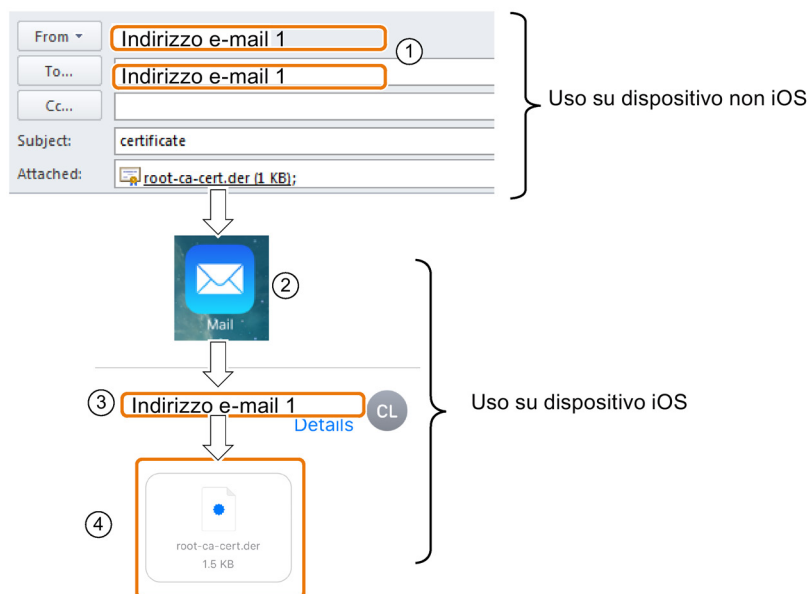 From
Indirizzo e-mail 1
①
To...
Indirizzo e-mail 1
Cc...
Uso su dispositivo non iOS
Subject:
certificate
Attached:
root-ca-cert.der (1 KB);
②
Mail
③
Indirizzo e-mail 1
CL
Details
Uso su dispositivo iOS
④
root-ca-cert.der
1.5 KB